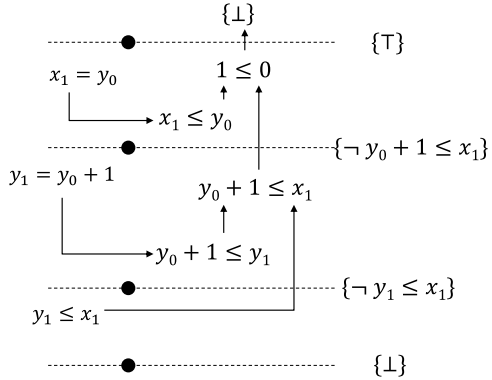 {⊥}
{⊤}
x₁ = y₀
1 ≤ 0
x₁ ≤ y₀
{¬ y₀ + 1 ≤ x₁}
y₁ = y₀ + 1
y₀ + 1 ≤ x₁
y₀ + 1 ≤ y₁
{¬ y₁ ≤ x₁}
y₁ ≤ x₁
{⊥}